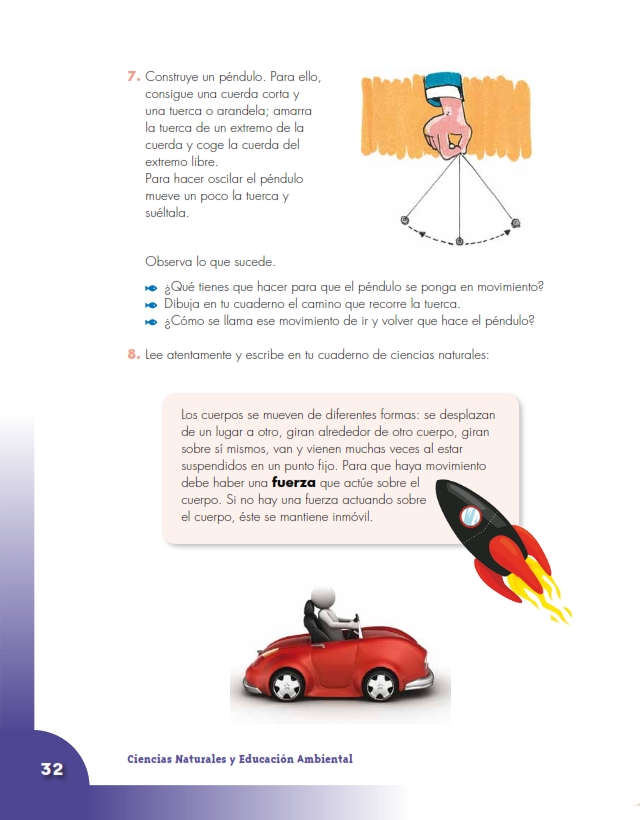 7. Construye un péndulo. Para ello,
consigue una cuerda corta y
una tuerca o arandela; amarra
la tuerca de un extremo de la
cuerda y coge la cuerda del
extremo libre.
Para hacer oscilar el péndulo
mueve un poco la tuerca y
suéltala.
Observa lo que sucede.
¿Qué tienes que hacer para que el péndulo se ponga en movimiento?
Dibuja en tu cuaderno el camino que recorre la tuerca.
¿Cómo se llama ese movimiento de ir y volver que hace el péndulo?
8. Lee atentamente y escribe en tu cuaderno de ciencias naturales:
Los cuerpos se mueven de diferentes formas: se desplazan
de un lugar a otro, giran alrededor de otro cuerpo, giran
sobre sí mismos, van y vienen muchas veces al estar
suspendidos en un punto fijo. Para que haya movimiento
debe haber una fuerza que actúe sobre el
cuerpo. Si no hay una fuerza actuando sobre
el cuerpo, éste se mantiene inmóvil.
32
Ciencias Naturales y Educación Ambiental